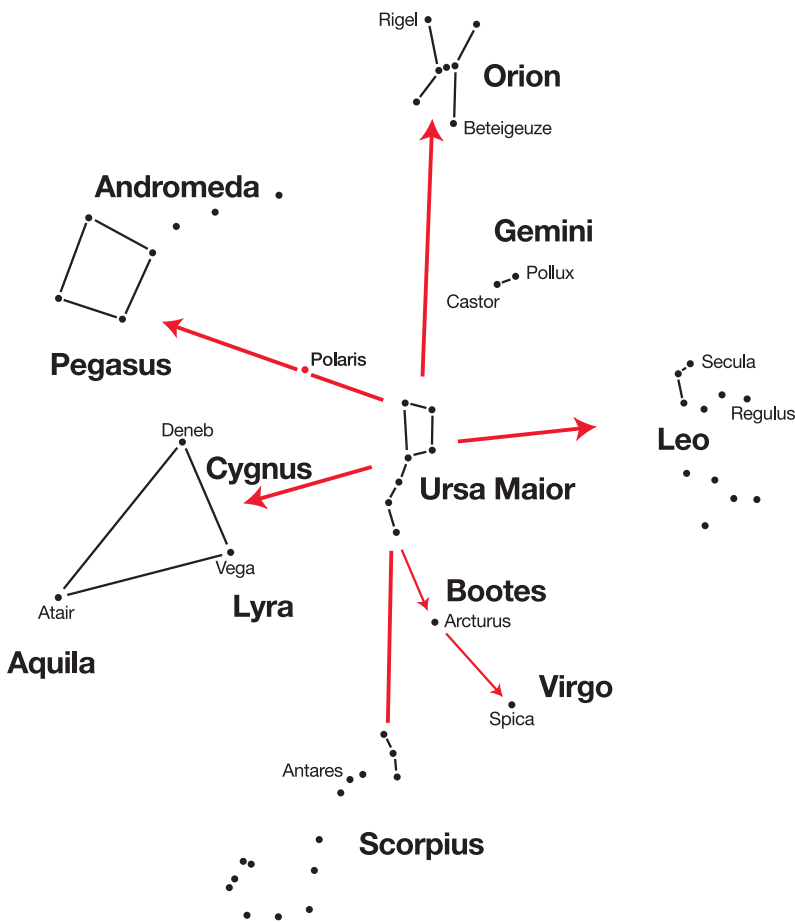 Rigel
Orion
Beteigeuze
Andromeda
Gemini
Pollux
Castor
Polaris
Pegasus
Secula
Regulus
Leo
Deneb
Cygnus
Ursa Maior
Vega
Bootes
Lyra
Atair
Arcturus
Aquila
Virgo
Spica
Antares
Scorpius